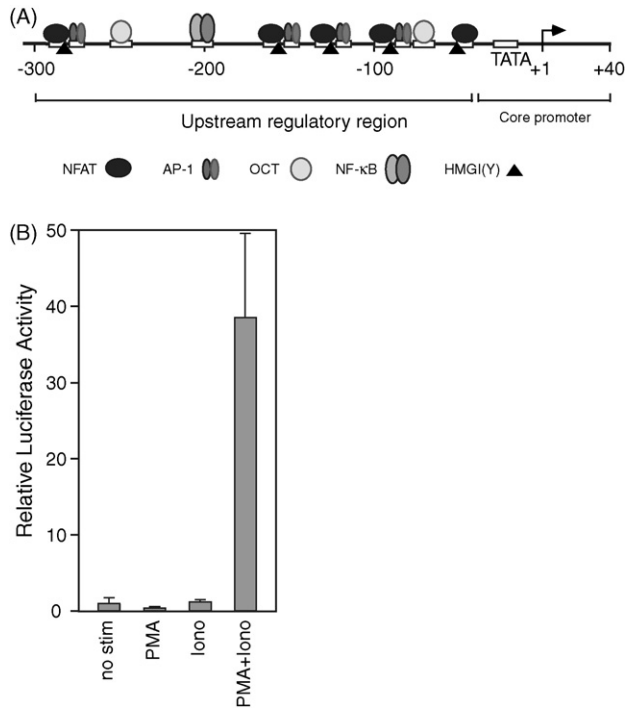 (A)
TATA
-300 -200 -100 +1 +40
Upstream regulatory region Core promoter
NFAT AP-1 OCT NF-κB HMGI(Y)
(B)
Relative Luciferase Activity
50
40
30
20
10
0
no stim PMA Iono PMA+Iono